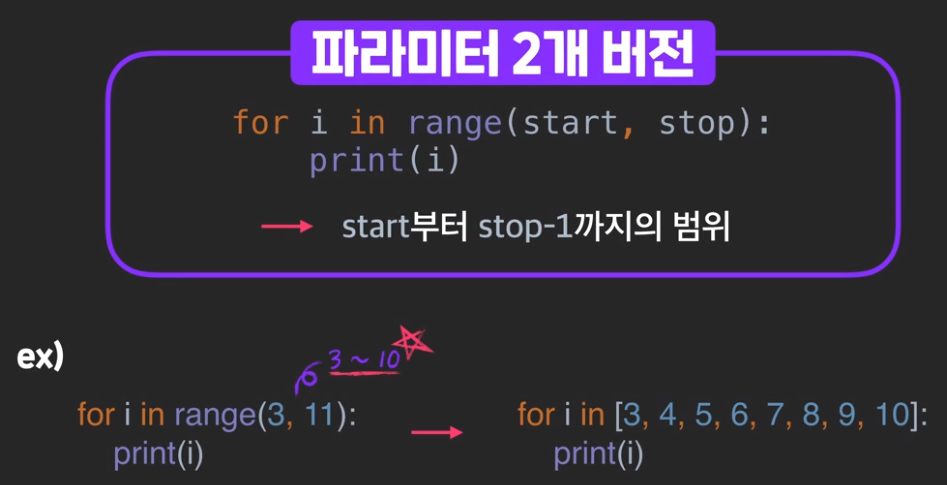 파라미터 2개 버전
for i in range(start, stop):
print(i)
→ start부터 stop-1까지의 범위
ex)
3 ~ 10
for i in range(3, 11):
print(i)
→
for i in [3, 4, 5, 6, 7, 8, 9, 10]:
print(i)